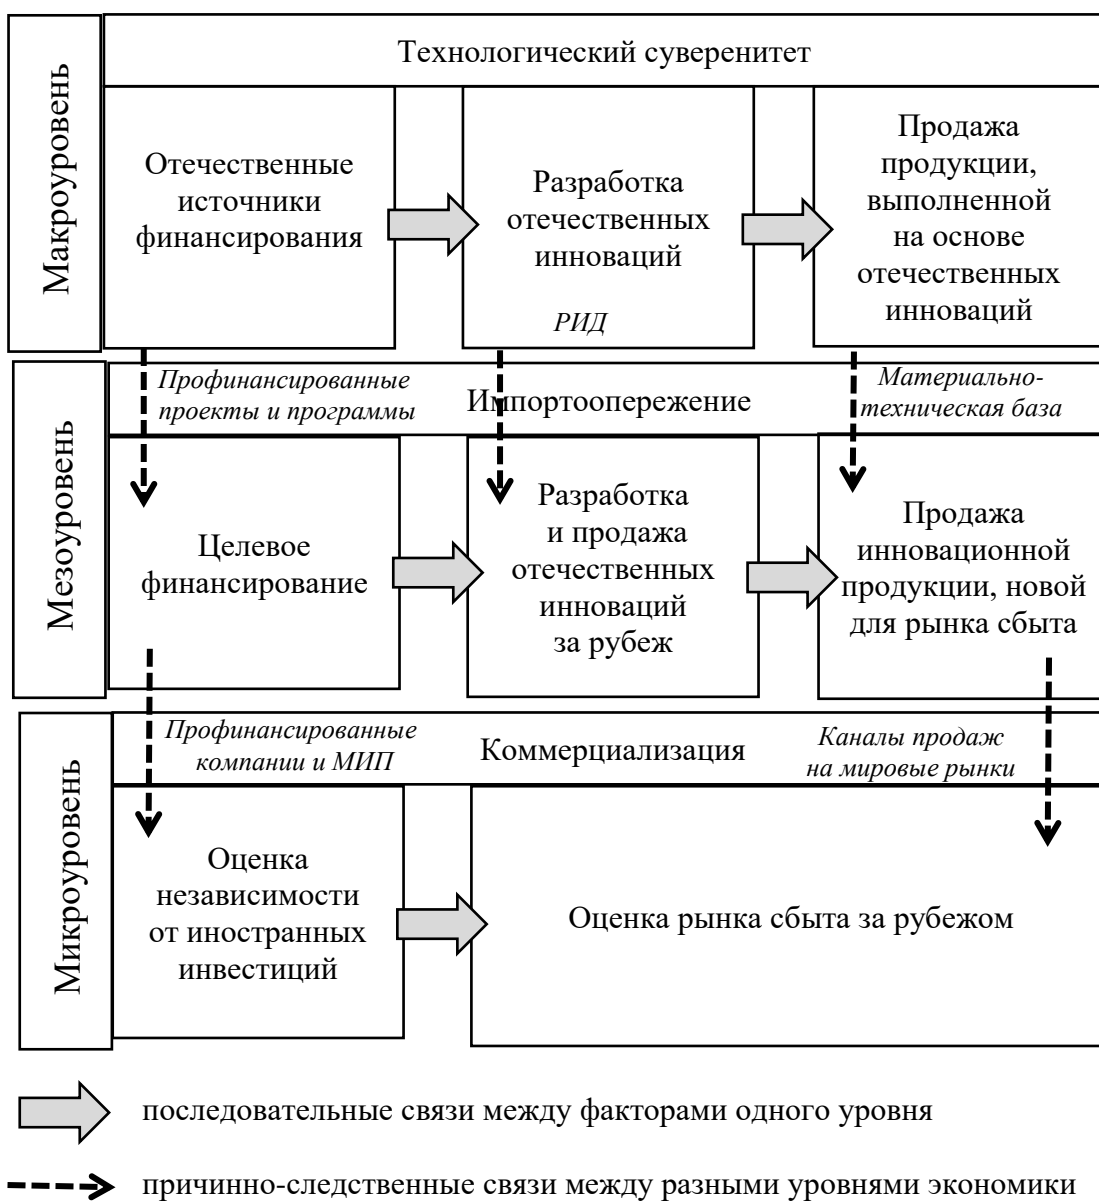 Макроуровень
Технологический суверенитет
Отечественные
источники
финансирования
Разработка
отечественных
инноваций
РИД
Продажа
продукции,
выполненной
на основе
отечественных
инноваций
Мезоуровень
Профинансированные
проекты и программы
Импортоопережение
Материально-
техническая база
Целевое
финансирование
Разработка
и продажа
отечественных
инноваций
за рубеж
Продажа
инновационной
продукции, новой
для рынка сбыта
Микроуровень
Профинансированные
компании и МИП
Коммерциализация
Каналы продаж
на мировые рынки
Оценка
независимости
от иностранных
инвестиций
Оценка рынка сбыта за рубежом
последовательные связи между факторами одного уровня
причинно-следственные связи между разными уровнями экономики